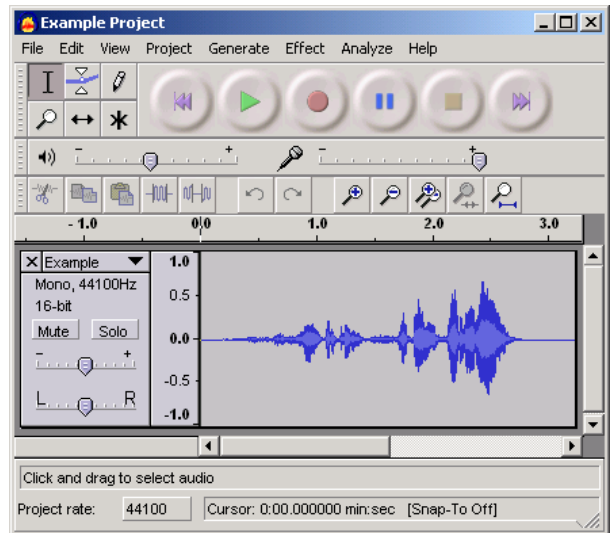 Example Project
File Edit View Project Generate Effect Analyze Help
- +
- +
- 1.0 0,0 1.0 2.0 3.0
X Example
Mono, 44100Hz
16-bit
Mute Solo
- +
L R
1.0
0.5
0.0
-0.5
-1.0
Click and drag to select audio
Project rate: 44100 Cursor: 0:00.000000 min:sec [Snap-To Off]